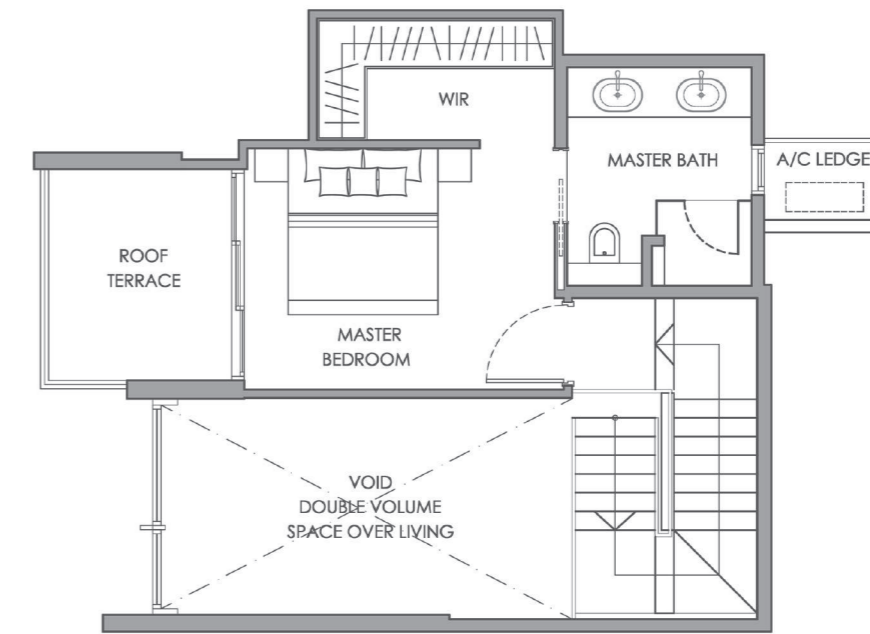 WIR
MASTER BATH
A/C LEDGE
ROOF
TERRACE
MASTER
BEDROOM
VOID
DOUBLE VOLUME
SPACE OVER LIVING